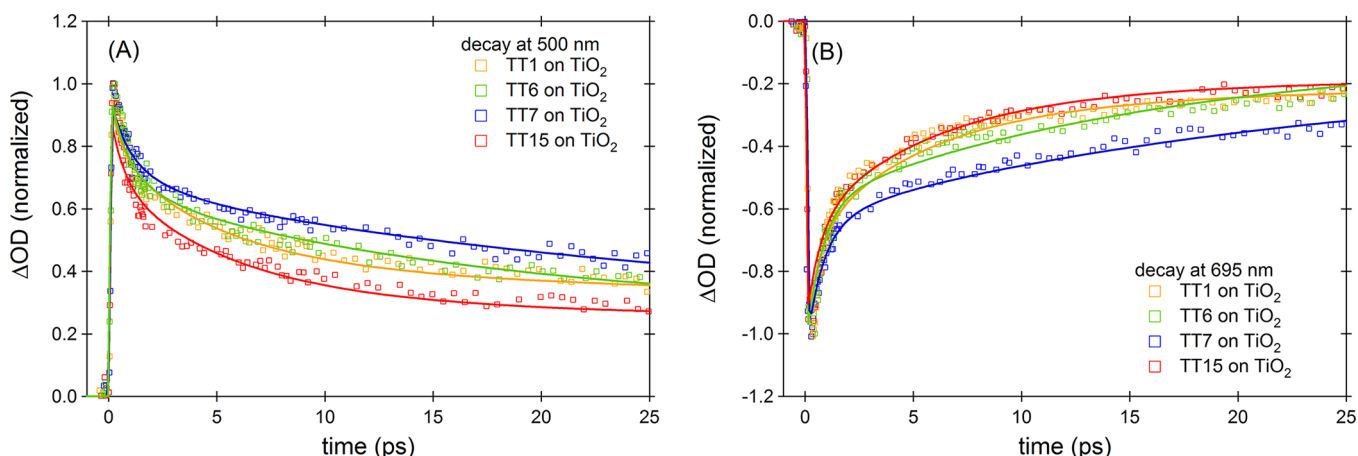 (A)
decay at 500 nm
TT1 on TiO₂
TT6 on TiO₂
TT7 on TiO₂
TT15 on TiO₂
ΔOD (normalized)
1.2
1.0
0.8
0.6
0.4
0.2
0.0
0
5
10
15
20
25
time (ps)
(B)
ΔOD (normalized)
0.0
-0.2
-0.4
-0.6
-0.8
-1.0
-1.2
decay at 695 nm
TT1 on TiO₂
TT6 on TiO₂
TT7 on TiO₂
TT15 on TiO₂
0
5
10
15
20
25
time (ps)